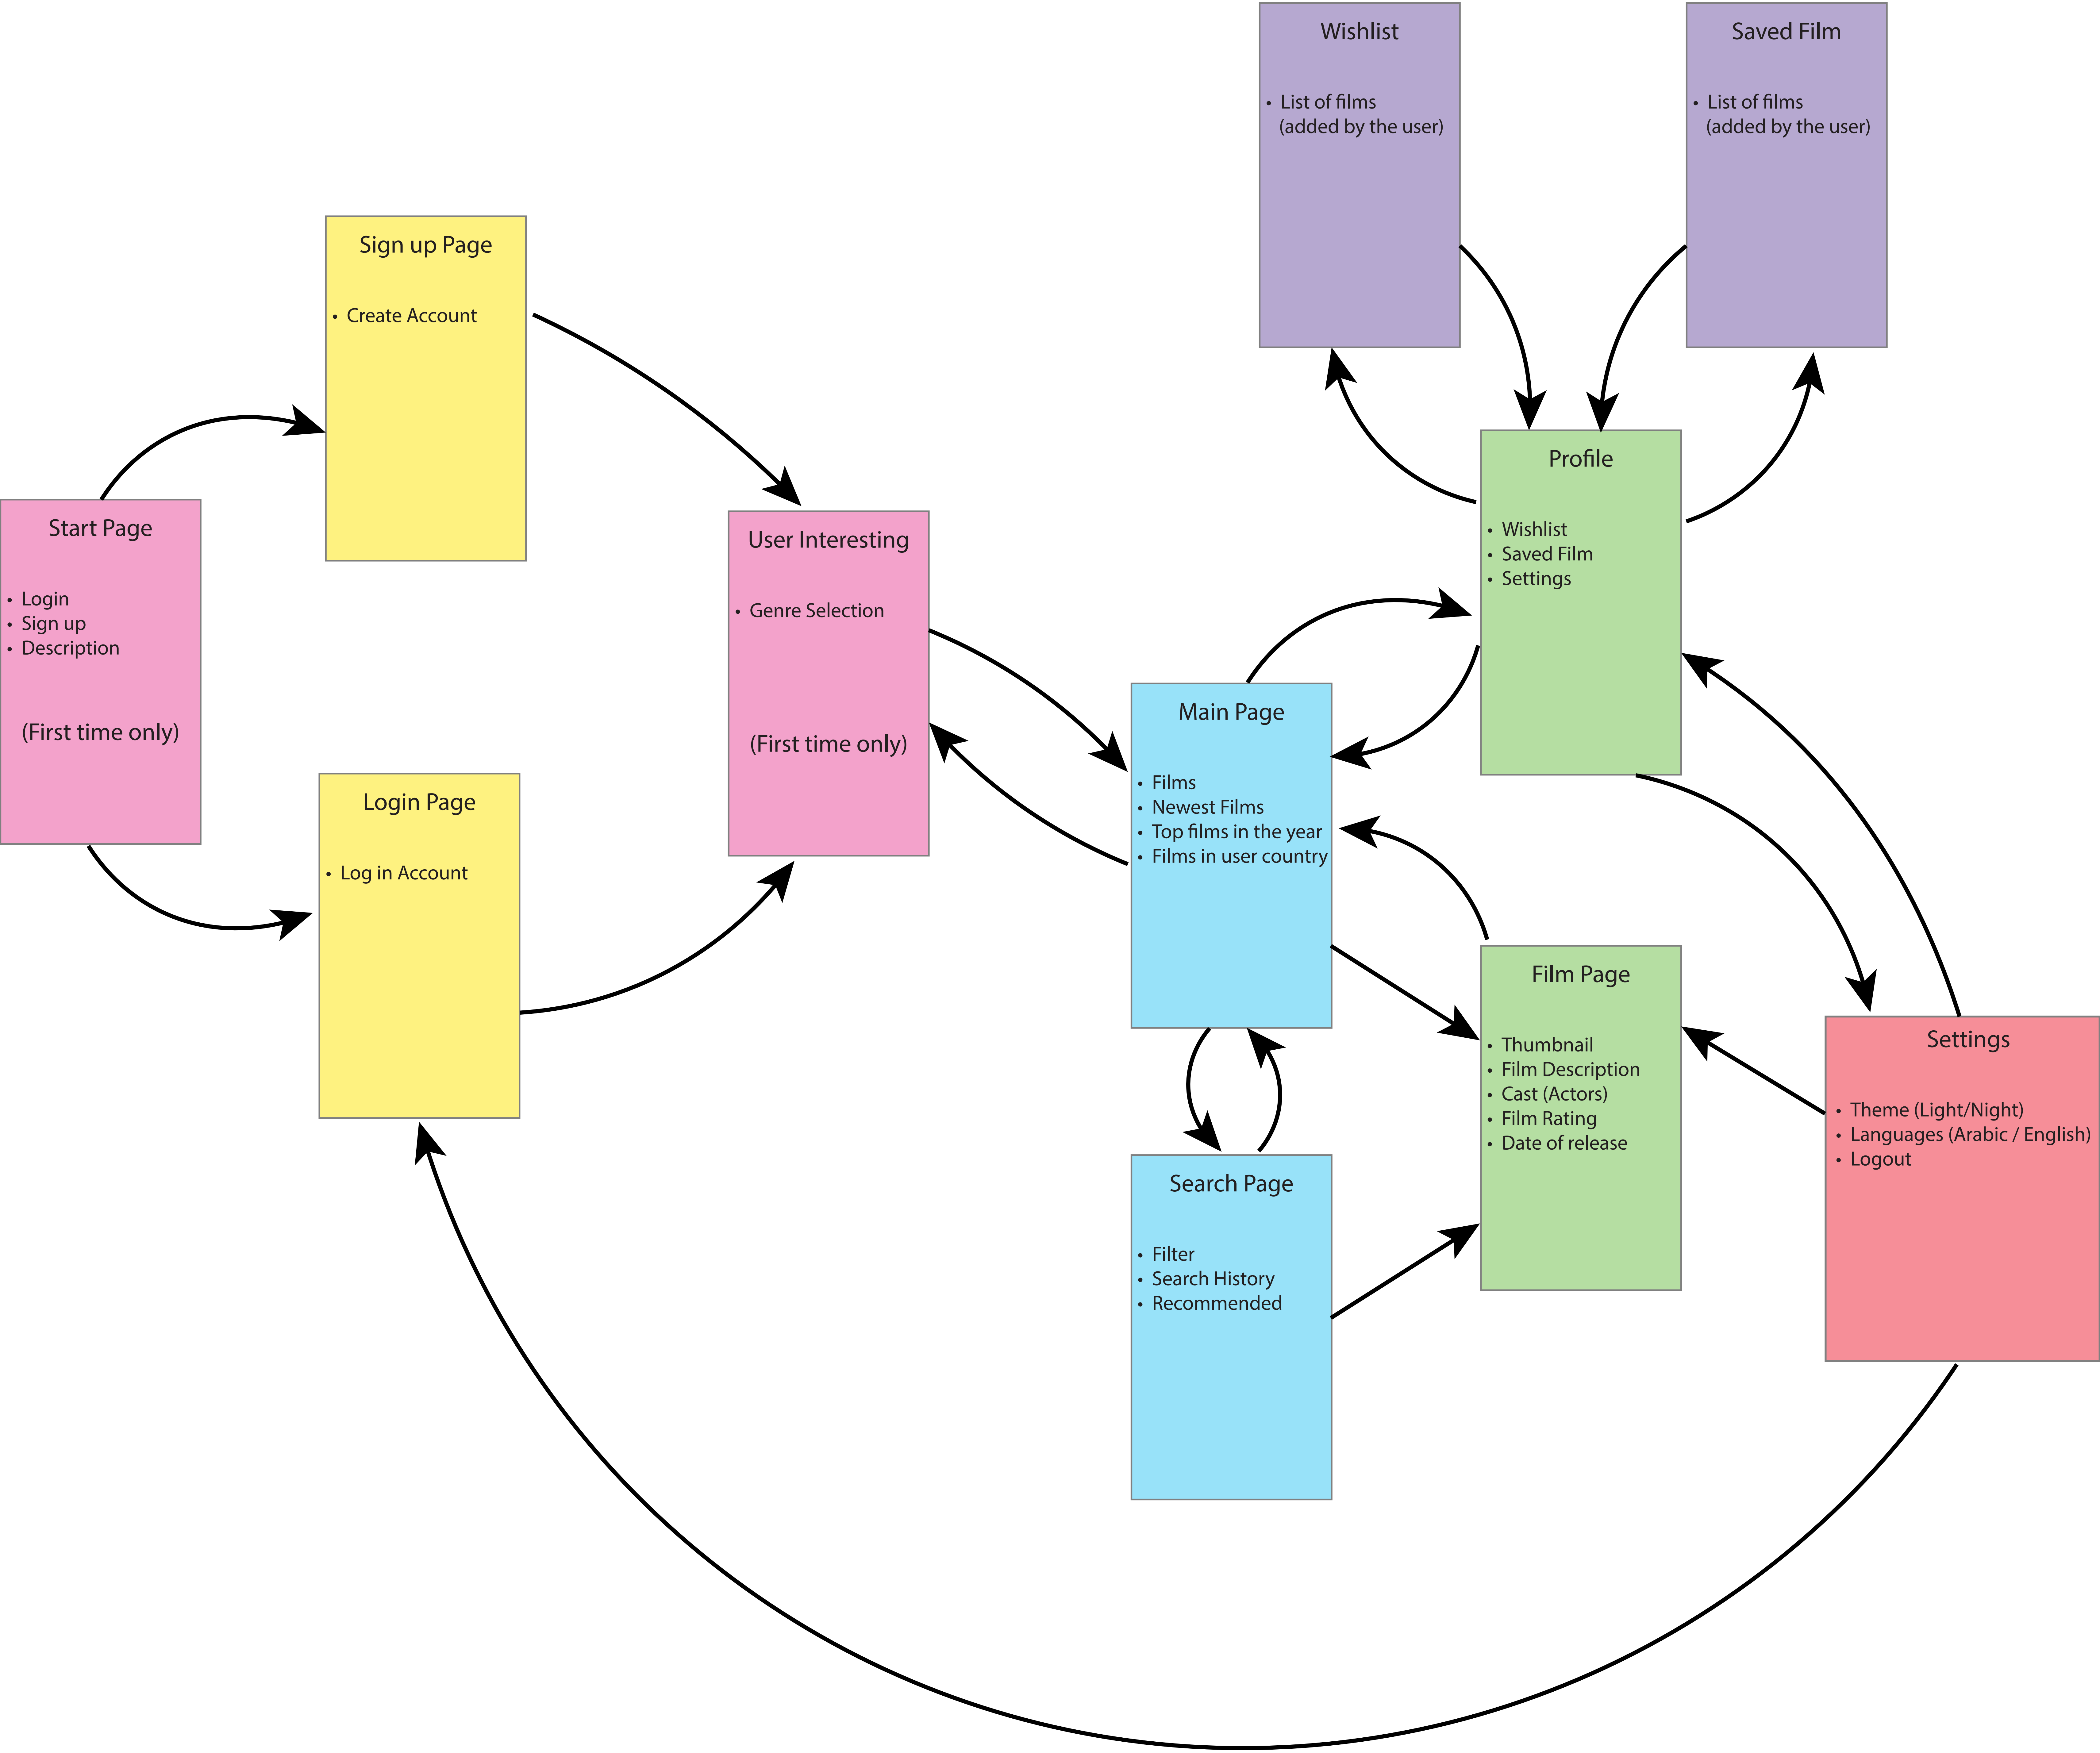 Wishlist
• List of films
(added by the user)
Saved Film
• List of films
(added by the user)
Sign up Page
• Create Account
Start Page
• Login
• Sign up
• Description
(First time only)
User Interesting
• Genre Selection
(First time only)
Profile
• Wishlist
• Saved Film
• Settings
Login Page
• Log in Account
Main Page
• Films
• Newest Films
• Top films in the year
• Films in user country
Film Page
• Thumbnail
• Film Description
• Cast (Actors)
• Film Rating
• Date of release
Settings
• Theme (Light/Night)
• Languages (Arabic / English)
• Logout
Search Page
• Filter
• Search History
• Recommended